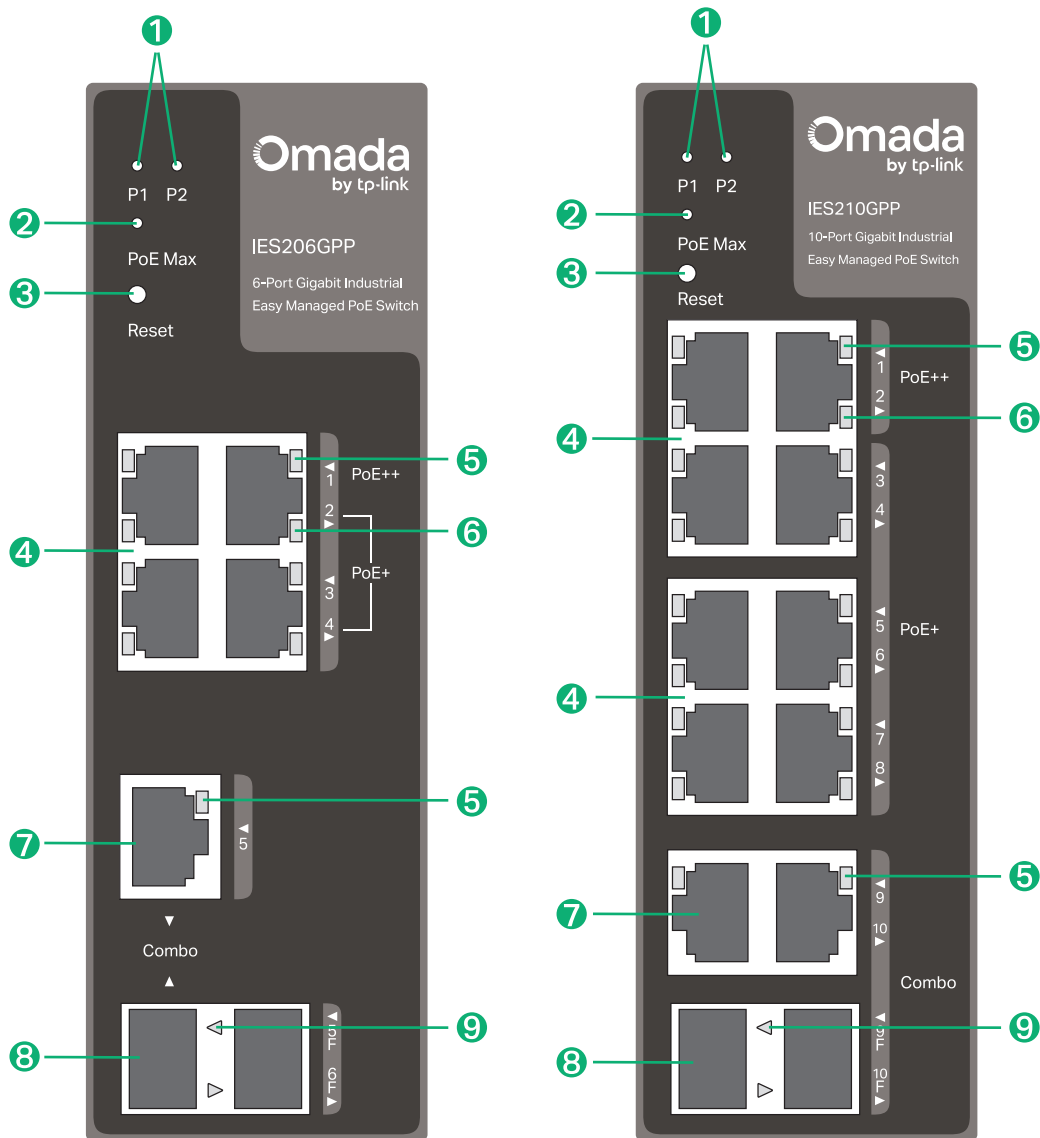 1
Omada
by tp-link
P1 P2
2
PoE Max
IES206GPP
6-Port Gigabit Industrial
Easy Managed PoE Switch
3
Reset
5
◀1
PoE++
2▶
6
4
PoE+
◀3
4▶
5
7
◀5
▼
Combo
▲
◀5F
9
8
6F▶
1
Omada
by tp-link
P1 P2
2
PoE Max
IES210GPP
10-Port Gigabit Industrial
Easy Managed PoE Switch
3
Reset
5
◀1
PoE++
2▶
6
4
◀3
4▶
◀5
PoE+
6▶
4
◀7
8▶
5
◀9
7
10▶
Combo
◀9F
9
8
10F▶